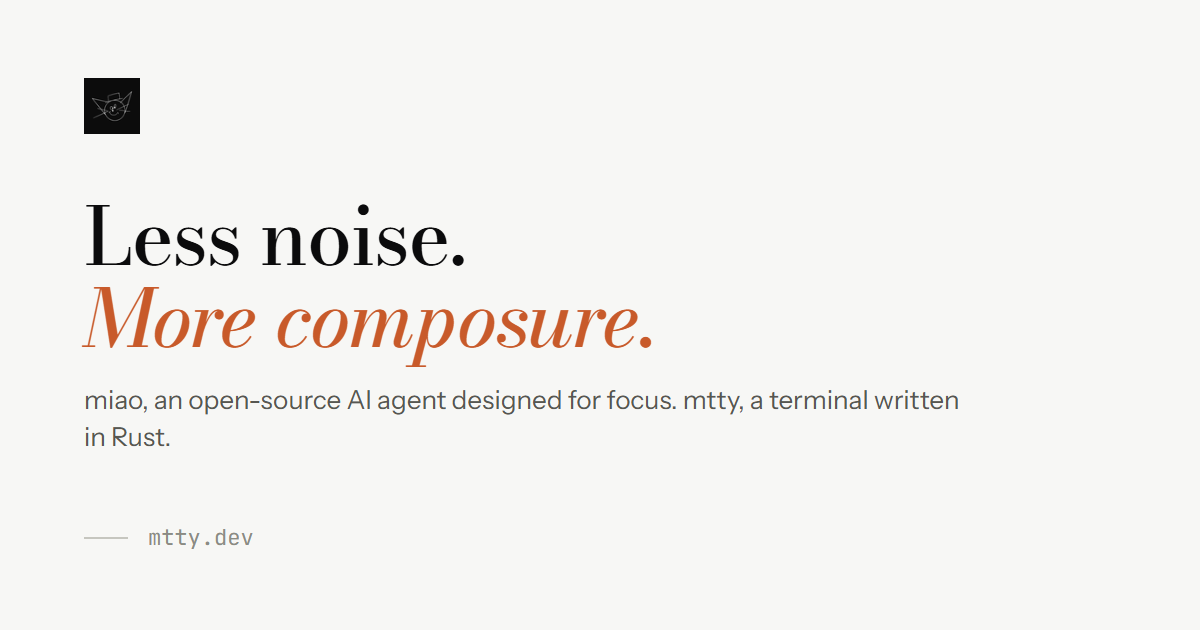 Less noise.
More composure.
miao, an open-source AI agent designed for focus. mtty, a terminal written
in Rust.
mtty.dev